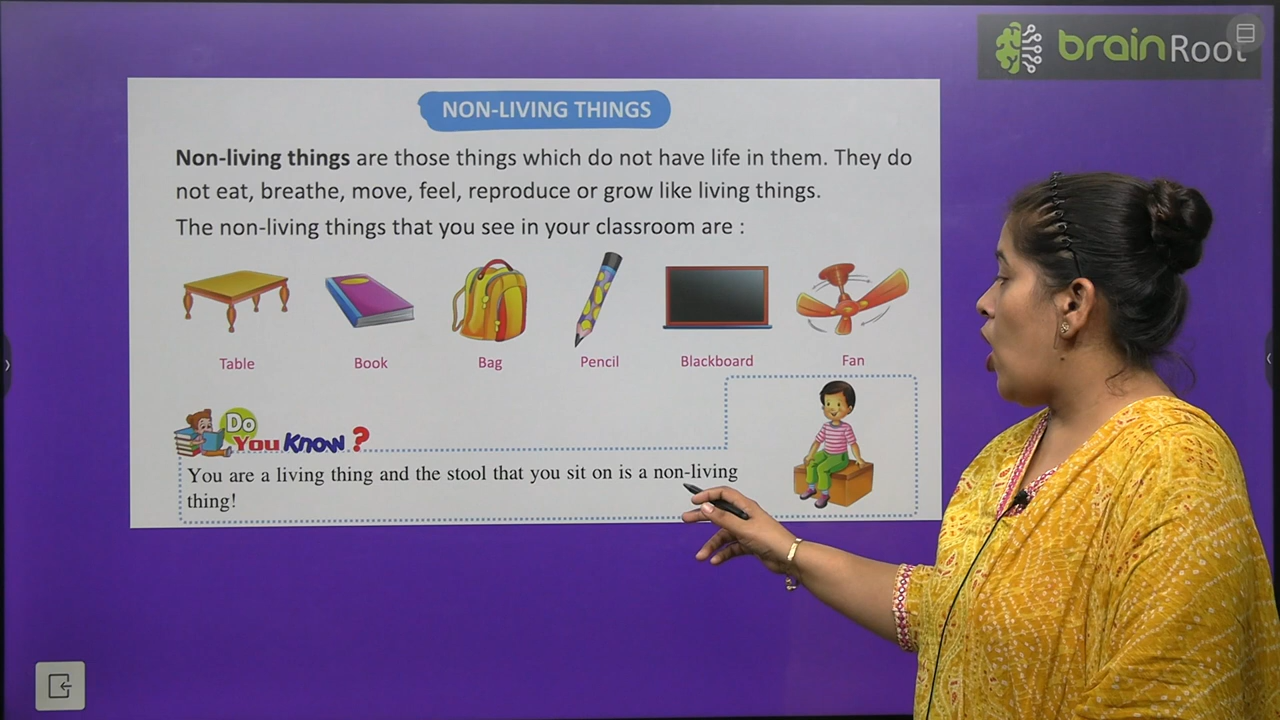 brainRoot
NON-LIVING THINGS
Non-living things are those things which do not have life in them. They do
not eat, breathe, move, feel, reproduce or grow like living things.
The non-living things that you see in your classroom are :
Table Book Bag Pencil Blackboard Fan
Do
You Know ?
You are a living thing and the stool that you sit on is a non-living
thing!